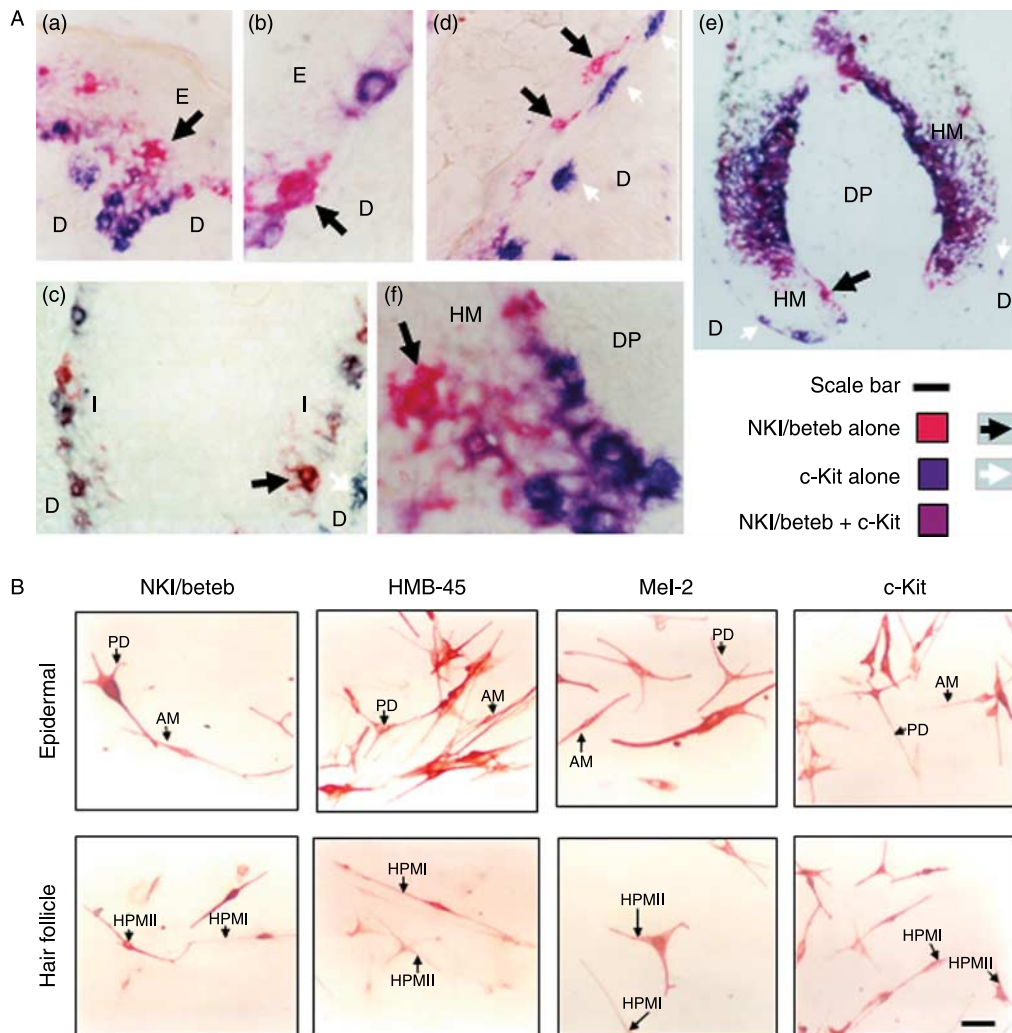 A
(a)
E
D
D
(b)
E
D
(d)
D
(e)
HM
DP
HM
D
D
(c)
I
I
D
D
(f)
HM
DP
Scale bar
NKI/beteb alone
c-Kit alone
NKI/beteb + c-Kit
B
NKI/beteb
HMB-45
Mel-2
c-Kit
Epidermal
PD
AM
PD
AM
PD
AM
AM
PD
Hair follicle
HPMII
HPMI
HPMI
HPMII
HPMII
HPMI
HPMI
HPMII